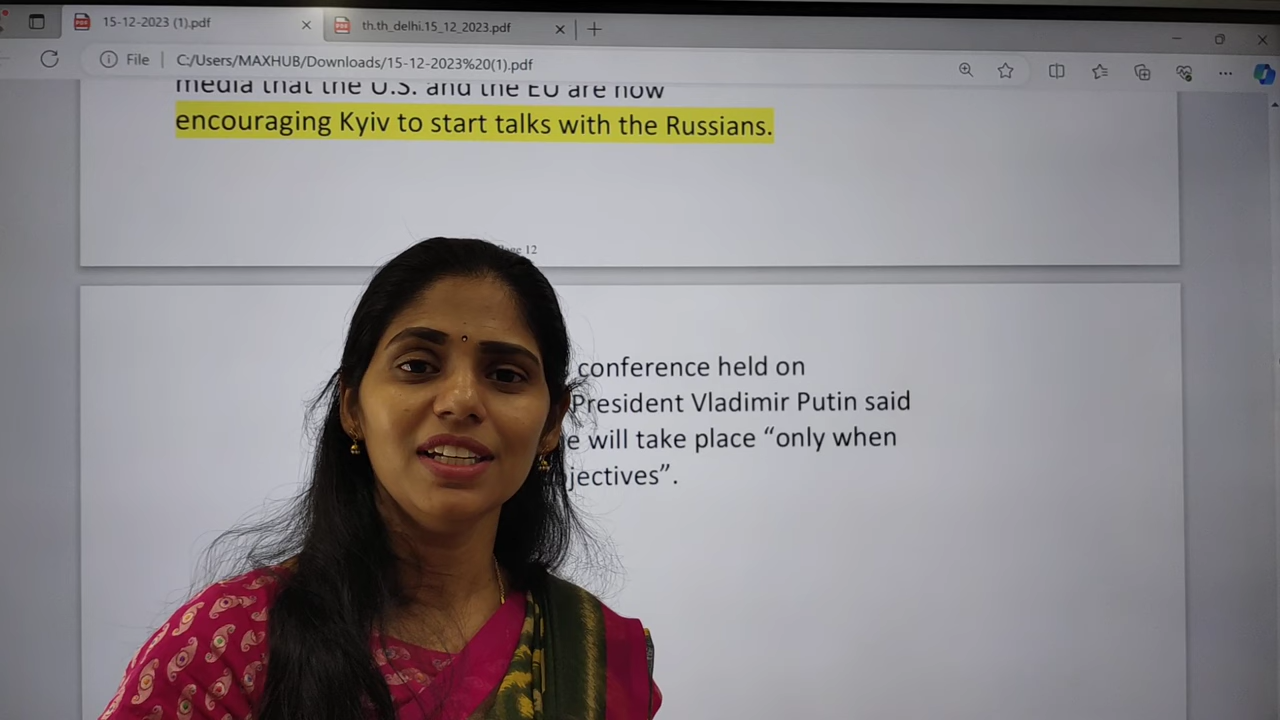 15-12-2023 (1).pdf
th.th_delhi.15_12_2023.pdf
File
C:/Users/MAXHUB/Downloads/15-12-2023%20(1).pdf
media that the U.S. and the EU are now
encouraging Kyiv to start talks with the Russians.
12
conference held on
President Vladimir Putin said
will take place “only when